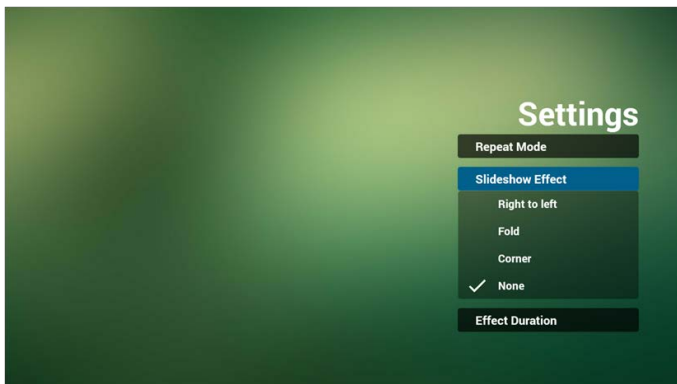 Settings
Repeat Mode
Slideshow Effect
Right to left
Fold
Corner
None
Effect Duration